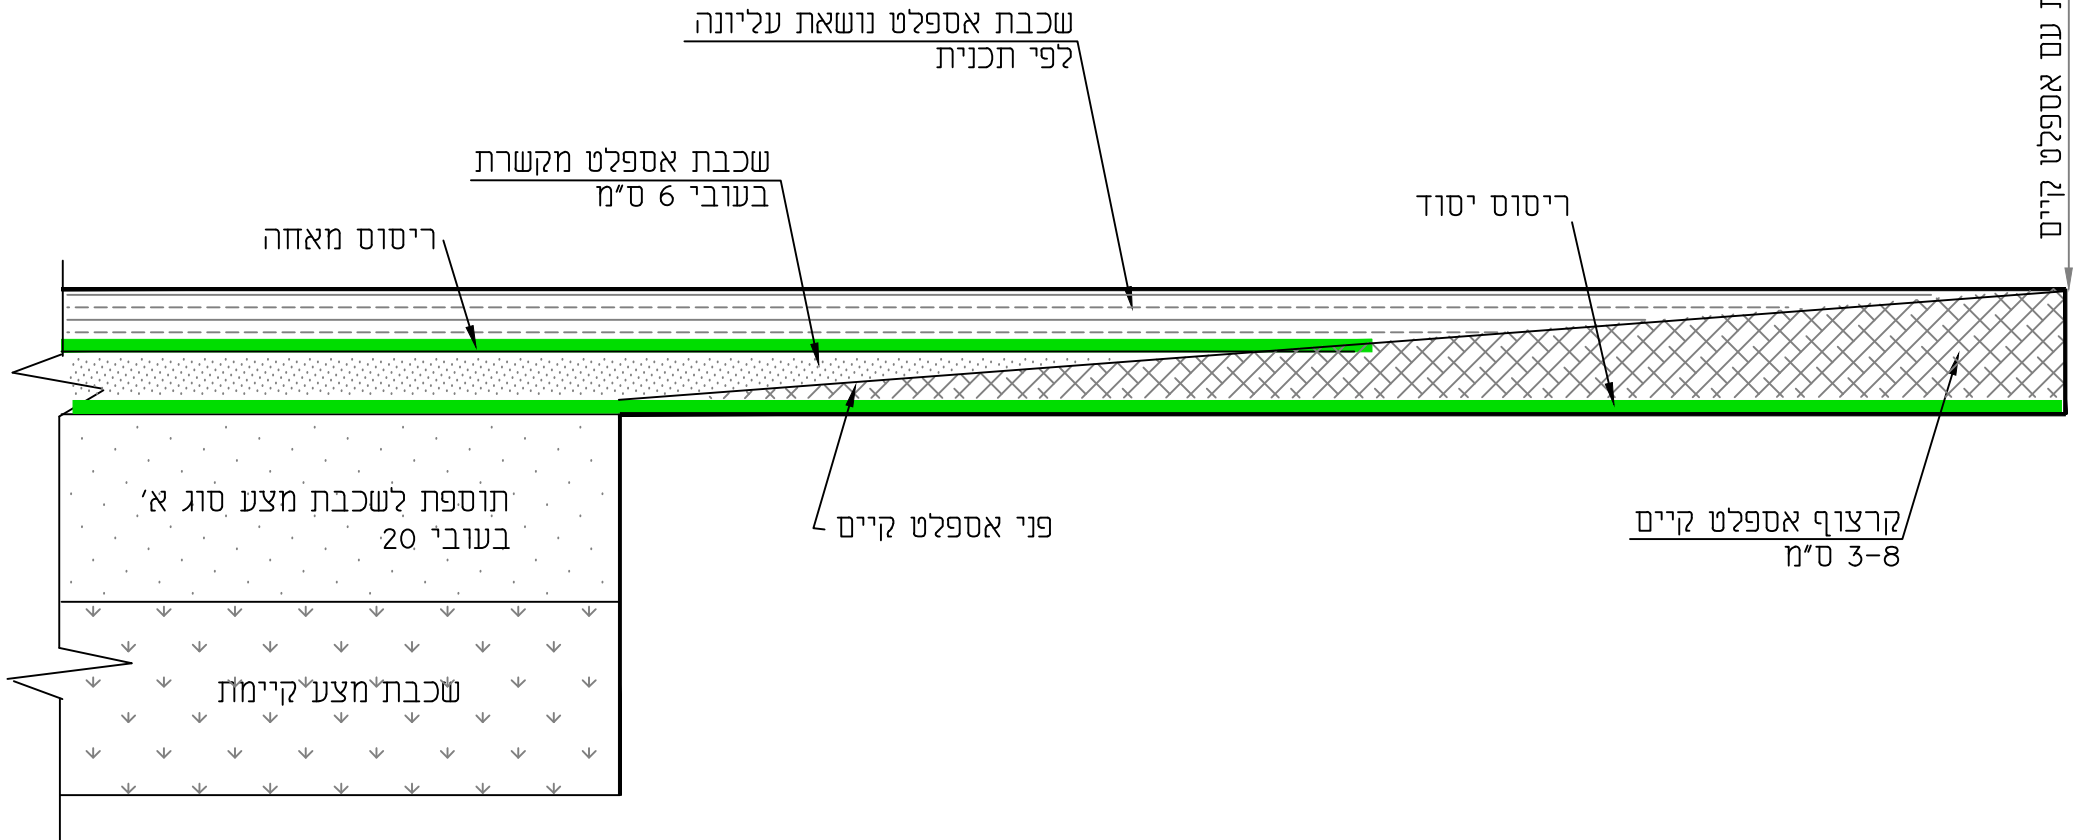 שכבת אספלט נושאת עליונה
לפי תכנית
שכבת אספלט מקשרת
בעובי 6 ס"מ
ריסוס מאחה
ריסוס יסוד
עם אספלט קיים
תוספת לשכבת מצע סוג א'
בעובי 20
פני אספלט קיים
קרצוף אספלט קיים
3-8 ס"מ
שכבת מצע קיימת